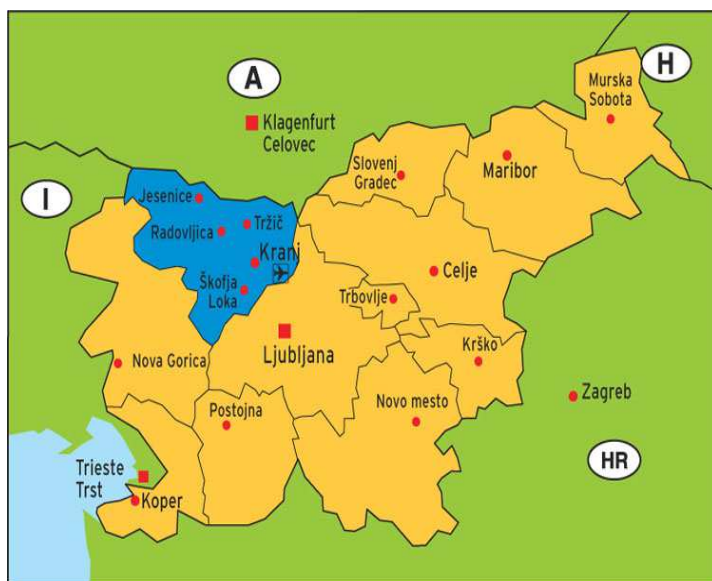 A
H
Murska
Sobota
Klagenfurt
Celovec
Slovenj
Gradec
Maribor
I
Jesenice
Tržič
Radovljica
Kranj
Škofja
Loka
Celje
Trbovlje
Ljubljana
Krško
Nova Gorica
Zagreb
Postojna
Novo mesto
HR
Trieste
Trst
Koper